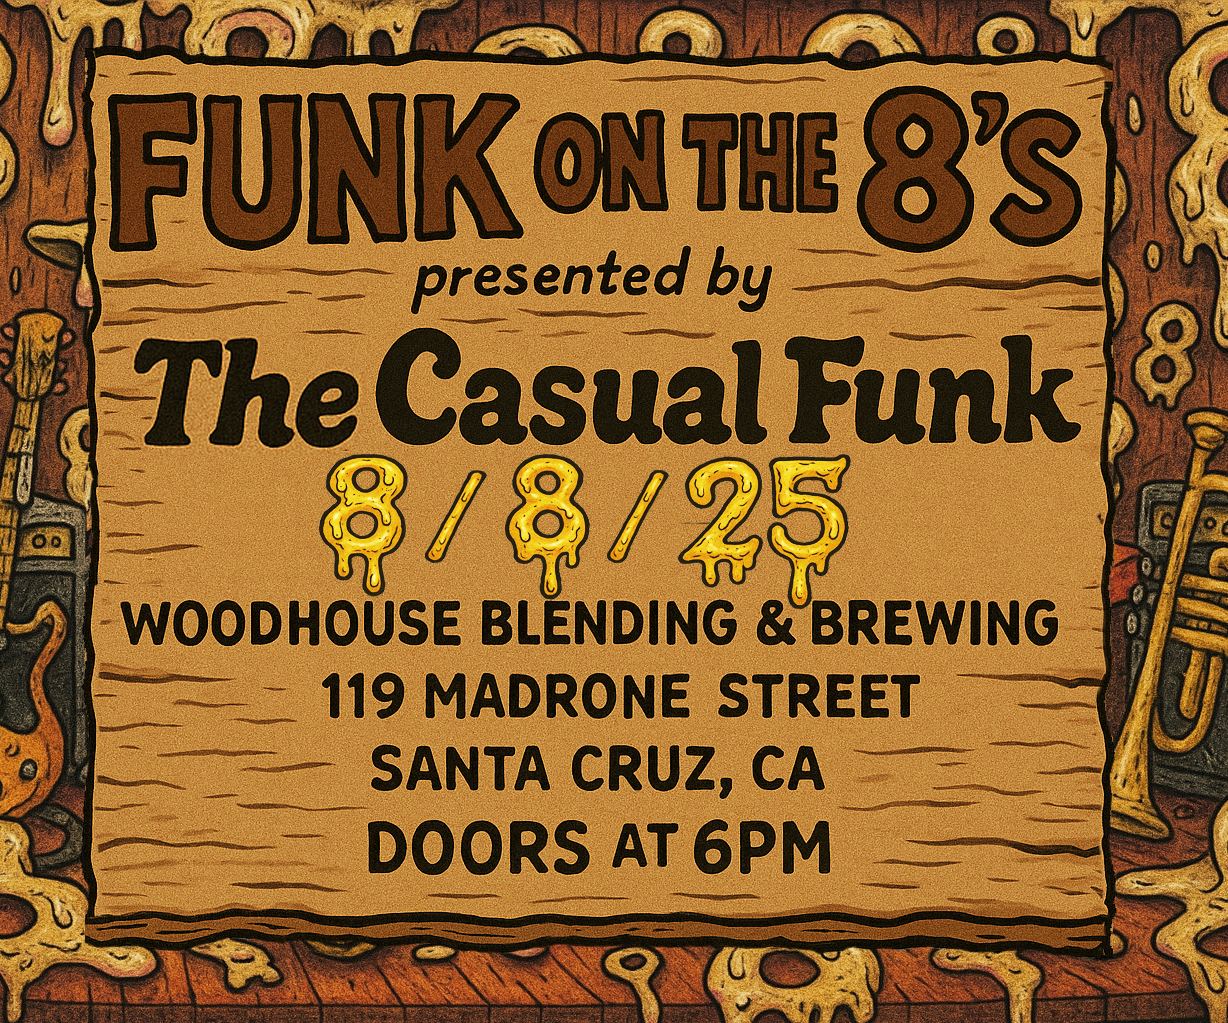 FUNK ON THE 8'S
presented by
The Casual Funk
8/8/25
WOODHOUSE BLENDING & BREWING
119 MADRONE STREET
SANTA CRUZ, CA
DOORS AT 6PM
8